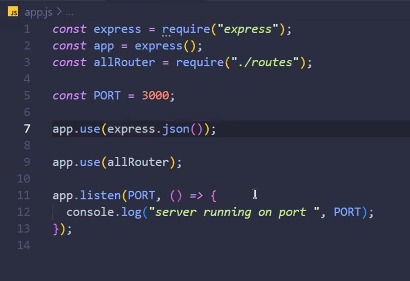 JS app.js > ...
1 const express = require("express");
2 const app = express();
3 const allRouter = require("./routes");
4
5 const PORT = 3000;
6
7 app.use(express.json());
8
9 app.use(allRouter);
10
11 app.listen(PORT, () => {
12 console.log("server running on port ", PORT);
13 });
14